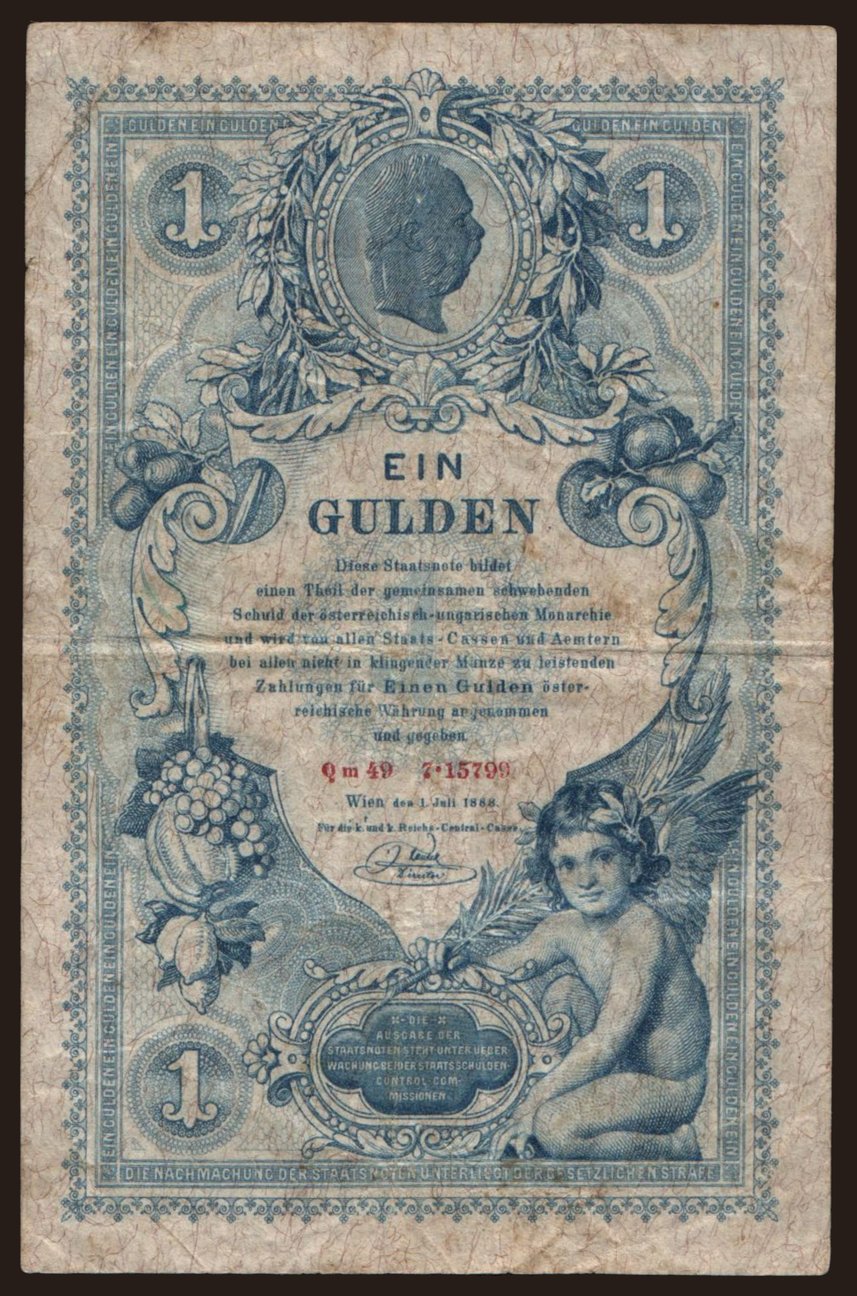 GULDEN EIN GULDEN
GULDEN EIN GULDEN
1
1
EIN
GULDEN
Diese Staatsnote bildet
einen Theil der gemeinsamen schwebenden
Schuld der österreichisch-ungarischen Monarchie
und wird von allen Staats-Cassen und Aemtern
bei allen nicht in klingender Münze zu leistenden
Zahlungen für Einen Gulden öster-
reichische Währung angenommen
und gegeben.
Qm 49 7•15799
Wien den 1. Juli 1888.
Für die k. und k. Reichs-Central-Casse,
Director
DIE
AUSGABE DER
STAATSNOTEN STEHT UNTER UEBER
WACHUNG BEIDER STAATSSCHULDEN-
CONTROL COM-
MISSIONEN
1
DIE NACHMACHUNG DER STAATSNOTEN UNTERLIEGT DER GESETZLICHEN STRAFE